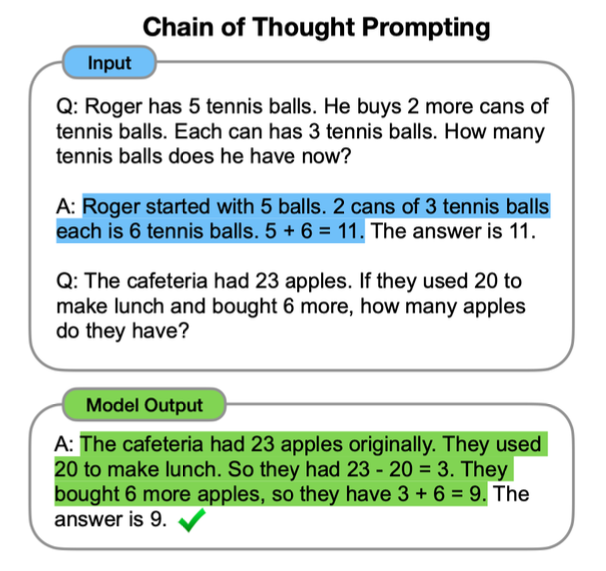 Chain of Thought Prompting
Input
Q: Roger has 5 tennis balls. He buys 2 more cans of
tennis balls. Each can has 3 tennis balls. How many
tennis balls does he have now?
A: Roger started with 5 balls. 2 cans of 3 tennis balls
each is 6 tennis balls. 5 + 6 = 11. The answer is 11.
Q: The cafeteria had 23 apples. If they used 20 to
make lunch and bought 6 more, how many apples
do they have?
Model Output
A: The cafeteria had 23 apples originally. They used
20 to make lunch. So they had 23 - 20 = 3. They
bought 6 more apples, so they have 3 + 6 = 9. The
answer is 9.